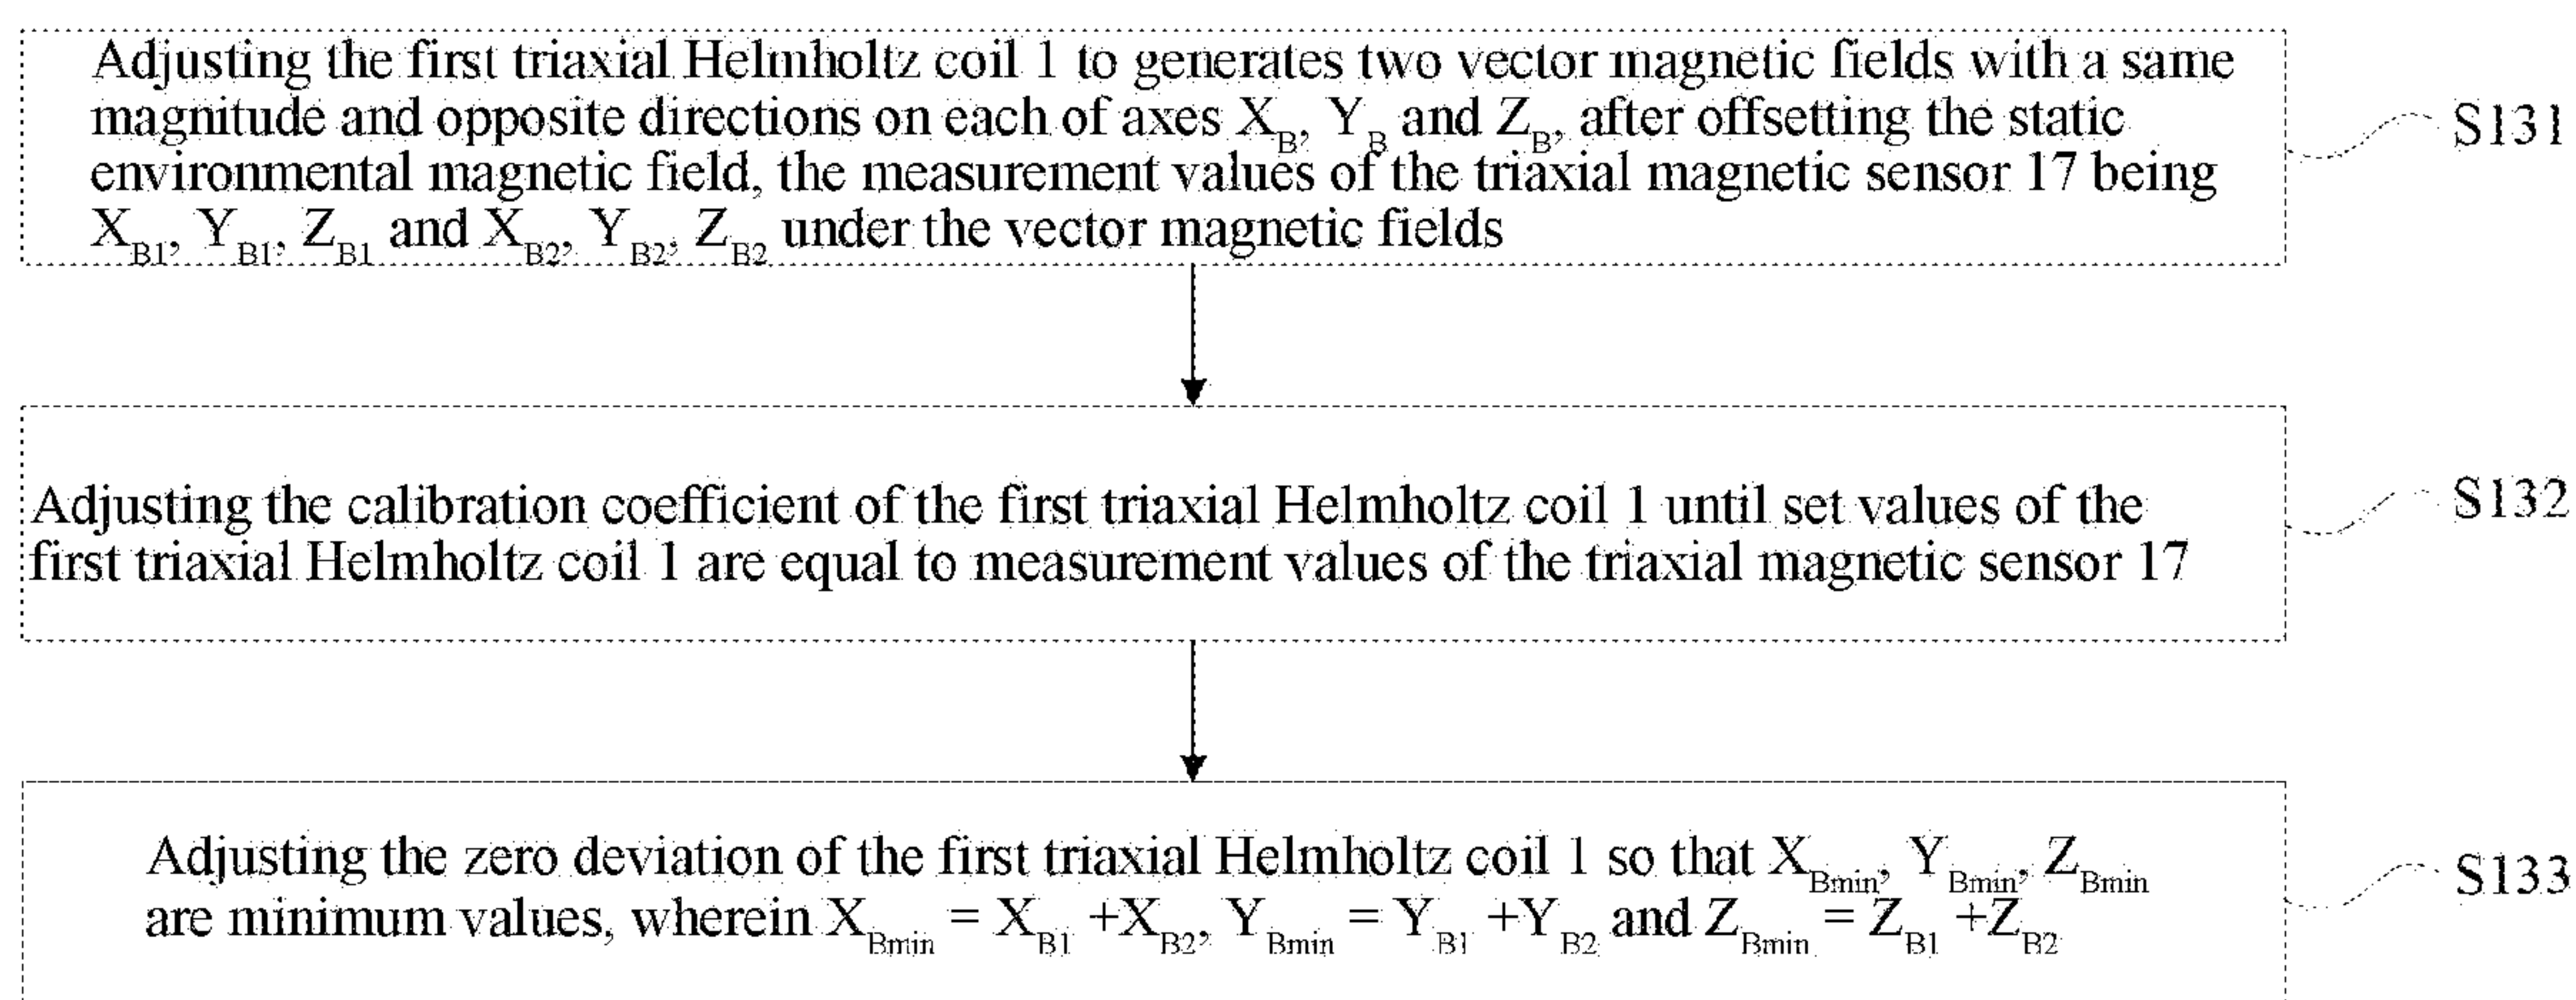 Adjusting the first triaxial Helmholtz coil 1 to generates two vector magnetic fields with a same
magnitude and opposite directions on each of axes X_B, Y_B and Z_B, after offsetting the static
environmental magnetic field, the measurement values of the triaxial magnetic sensor 17 being
X_B1, Y_B1, Z_B1 and X_B2, Y_B2, Z_B2 under the vector magnetic fields
S131
Adjusting the calibration coefficient of the first triaxial Helmholtz coil 1 until set values of the
first triaxial Helmholtz coil 1 are equal to measurement values of the triaxial magnetic sensor 17
S132
Adjusting the zero deviation of the first triaxial Helmholtz coil 1 so that X_Bmin, Y_Bmin, Z_Bmin
are minimum values, wherein X_Bmin = X_B1 +X_B2, Y_Bmin = Y_B1 +Y_B2 and Z_Bmin = Z_B1 +Z_B2
S133